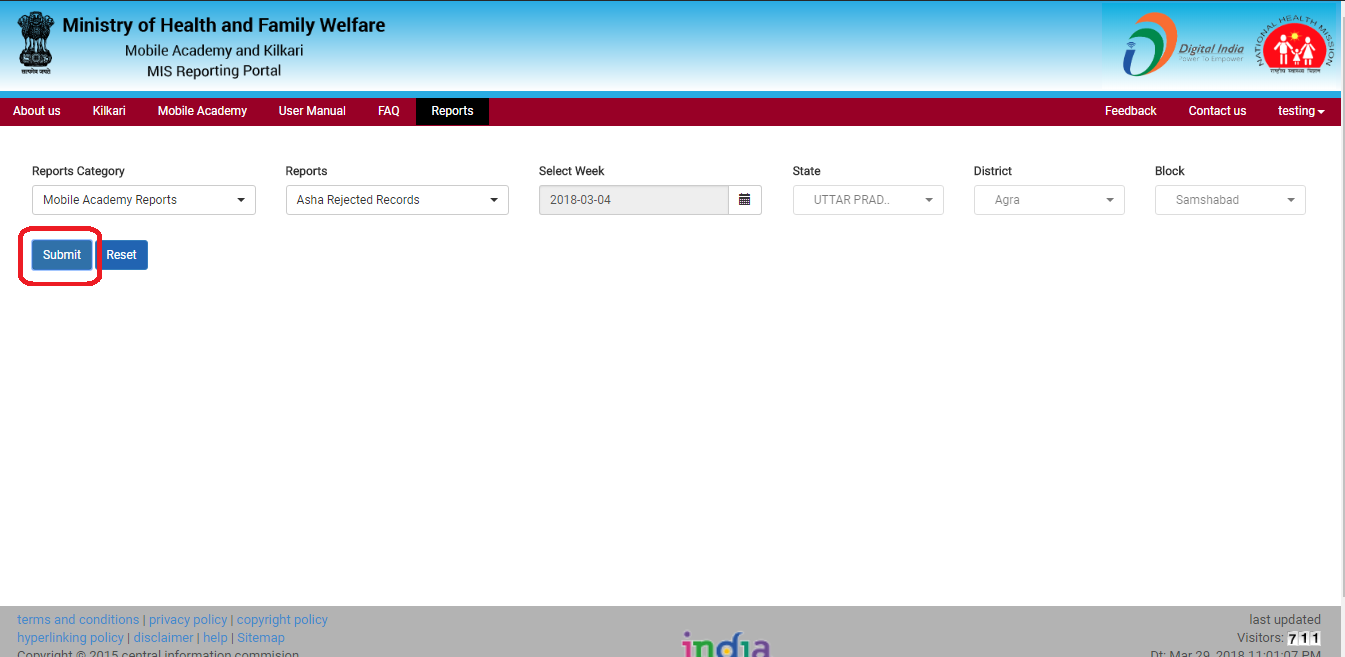 Ministry of Health and Family Welfare
Mobile Academy and Kilkari
MIS Reporting Portal
सत्यमेव जयते
Digital India
Power To Empower
NATIONAL HEALTH MISSION
राष्ट्रीय स्वास्थ्य मिशन
About us Kilkari Mobile Academy User Manual FAQ Reports Feedback Contact us testing
Reports Category Reports Select Week State District Block
Mobile Academy Reports Asha Rejected Records 2018-03-04 UTTAR PRAD.. Agra Samshabad
Submit Reset
terms and conditions | privacy policy | copyright policy
hyperlinking policy | disclaimer | help | Sitemap
Copyright © 2015 central information commision
india
last updated
Visitors: 711
Dt: Mar 29, 2018 11:01:07 PM